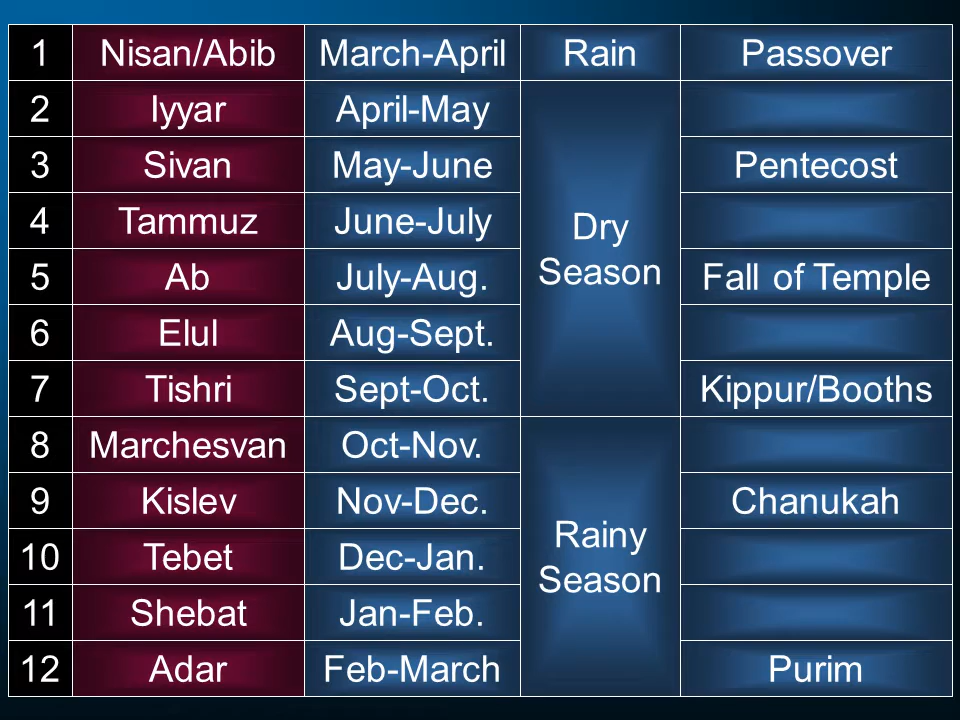 1 Nisan/Abib March-April Rain Passover
2 Iyyar April-May
3 Sivan May-June Pentecost
4 Tammuz June-July
Dry
Season
5 Ab July-Aug. Fall of Temple
6 Elul Aug-Sept.
7 Tishri Sept-Oct. Kippur/Booths
8 Marchesvan Oct-Nov.
9 Kislev Nov-Dec. Chanukah
Rainy
Season
10 Tebet Dec-Jan.
11 Shebat Jan-Feb.
12 Adar Feb-March Purim